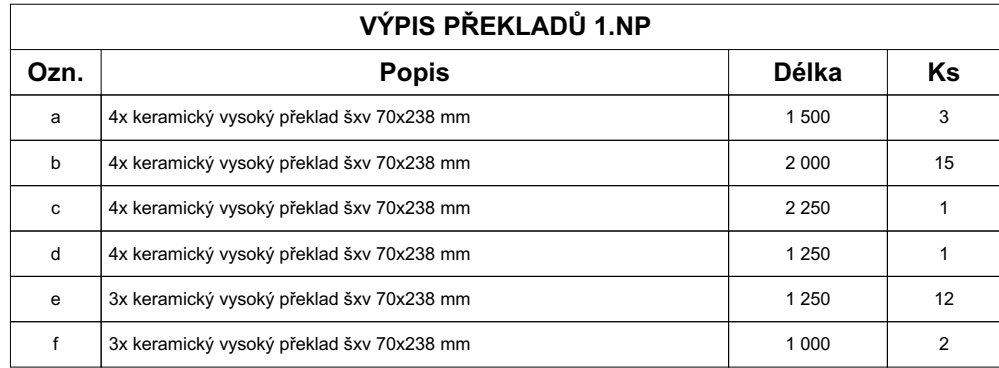 VÝPIS PŘEKLADŮ 1.NP
Ozn. Popis Délka Ks
a 4x keramický vysoký překlad šxv 70x238 mm 1 500 3
b 4x keramický vysoký překlad šxv 70x238 mm 2 000 15
c 4x keramický vysoký překlad šxv 70x238 mm 2 250 1
d 4x keramický vysoký překlad šxv 70x238 mm 1 250 1
e 3x keramický vysoký překlad šxv 70x238 mm 1 250 12
f 3x keramický vysoký překlad šxv 70x238 mm 1 000 2